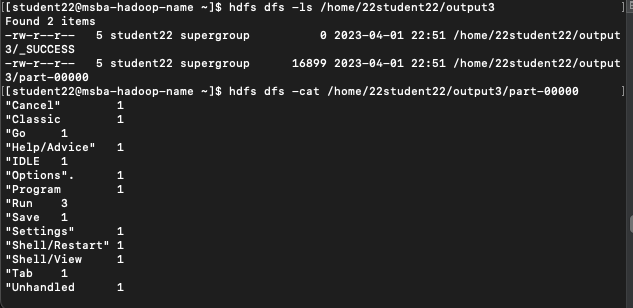 [[student22@msba-hadoop-name ~]$ hdfs dfs -ls /home/22student22/output3 ]
Found 2 items
-rw-r--r--   5 student22 supergroup          0 2023-04-01 22:51 /home/22student22/output
3/_SUCCESS
-rw-r--r--   5 student22 supergroup      16899 2023-04-01 22:51 /home/22student22/output
3/part-00000
[[student22@msba-hadoop-name ~]$ hdfs dfs -cat /home/22student22/output3/part-00000 ]
"Cancel"        1
"Classic        1
"Go     1
"Help/Advice"   1
"IDLE   1
"Options".      1
"Program        1
"Run    3
"Save   1
"Settings"      1
"Shell/Restart" 1
"Shell/View     1
"Tab    1
"Unhandled      1